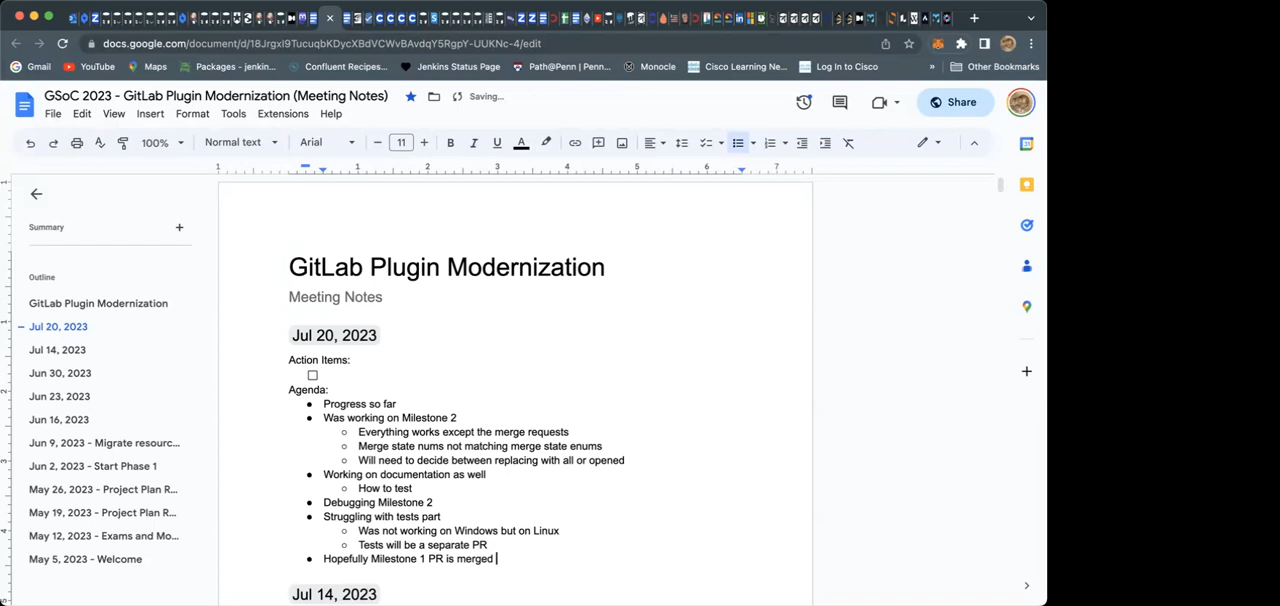 docs.google.com/document/d/18Jrgxl9TucuqbKDycXBdVCWvBAvdqY5RgpY-UUKNc-4/edit
Gmail YouTube Maps Packages - jenkin... Confluent Recipes... Jenkins Status Page Path@Penn | Penn... Monocle Cisco Learning Ne... Log In to Cisco » Other Bookmarks
GSoC 2023 - GitLab Plugin Modernization (Meeting Notes) Saving...
File Edit View Insert Format Tools Extensions Help
Share
100% Normal text Arial 11 B I U A
1 1 2 3 4 5 6 7
Summary
Outline
GitLab Plugin Modernization
Jul 20, 2023
Jul 14, 2023
Jun 30, 2023
Jun 23, 2023
Jun 16, 2023
Jun 9, 2023 - Migrate resourc...
Jun 2, 2023 - Start Phase 1
May 26, 2023 - Project Plan R...
May 19, 2023 - Project Plan R...
May 12, 2023 - Exams and Mo...
May 5, 2023 - Welcome
GitLab Plugin Modernization
Meeting Notes
Jul 20, 2023
Action Items:
Agenda:
Progress so far
Was working on Milestone 2
Everything works except the merge requests
Merge state nums not matching merge state enums
Will need to decide between replacing with all or opened
Working on documentation as well
How to test
Debugging Milestone 2
Struggling with tests part
Was not working on Windows but on Linux
Tests will be a separate PR
Hopefully Milestone 1 PR is merged
Jul 14, 2023